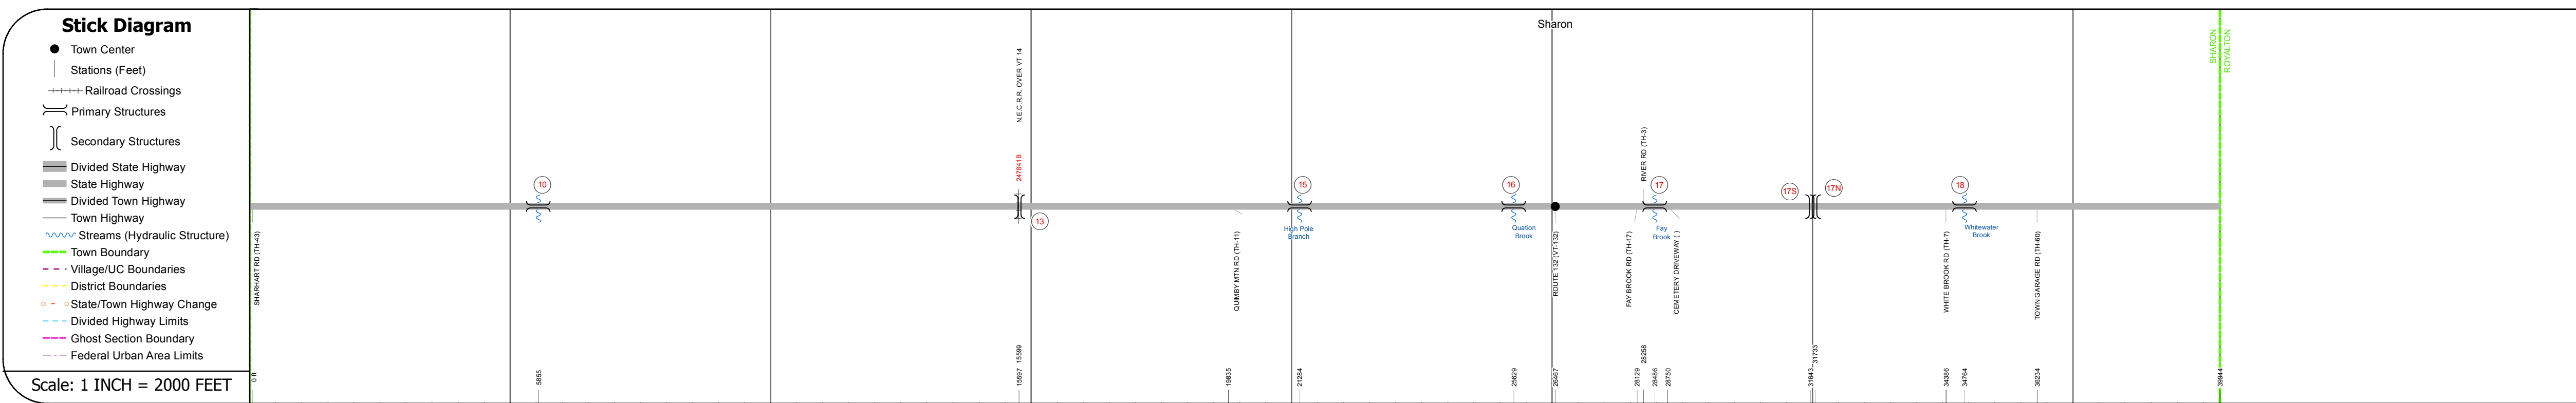 Stick Diagram
Town Center
Stations (Feet)
Railroad Crossings
Primary Structures
Secondary Structures
Divided State Highway
State Highway
Divided Town Highway
Town Highway
Streams (Hydraulic Structure)
Town Boundary
Village/UC Boundaries
District Boundaries
State/Town Highway Change
Divided Highway Limits
Ghost Section Boundary
Federal Urban Area Limits
Scale: 1 INCH = 2000 FEET
Sharon
SHARON
ROYALTON
N.E.C.R.R. OVER VT 14
247841B
RIVER RD (TH-3)
10
13
15
16
17
17S
17N
18
High Pole
Branch
Quation
Brook
Fay
Brook
Whitewater
Brook
SHARHART RD (TH-43)
QUIMBY MTN RD (TH-11)
ROUTE 132 (VT-132)
FAY BROOK RD (TH-17)
CEMETERY DRIVEWAY ( )
WHITE BROOK RD (TH-7)
TOWN GARAGE RD (TH-60)
0 ft
5855
15597
15599
19835
21284
25629
26467
28129
28258
28486
28750
31643
31733
34386
34764
36234
39944